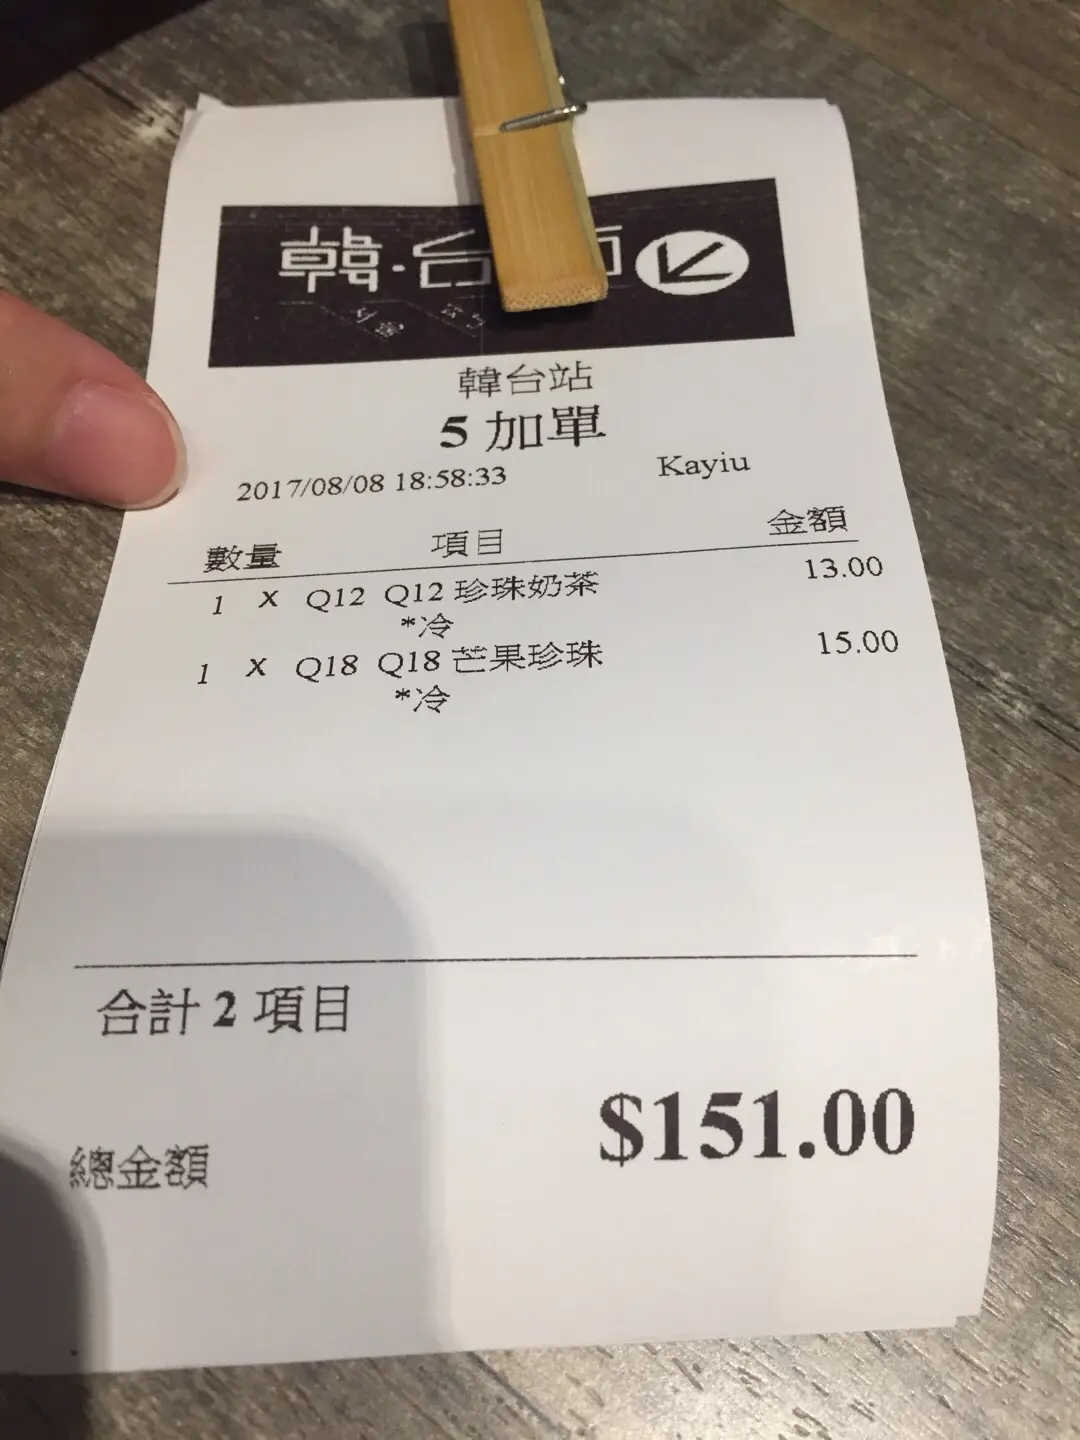 韓·台
韓台站
5 加單
2017/08/08 18:58:33 Kayiu
數量 項目 金額
1 X Q12 Q12 珍珠奶茶 13.00
*冷
1 X Q18 Q18 芒果珍珠 15.00
*冷
合計 2 項目
總金額 $151.00